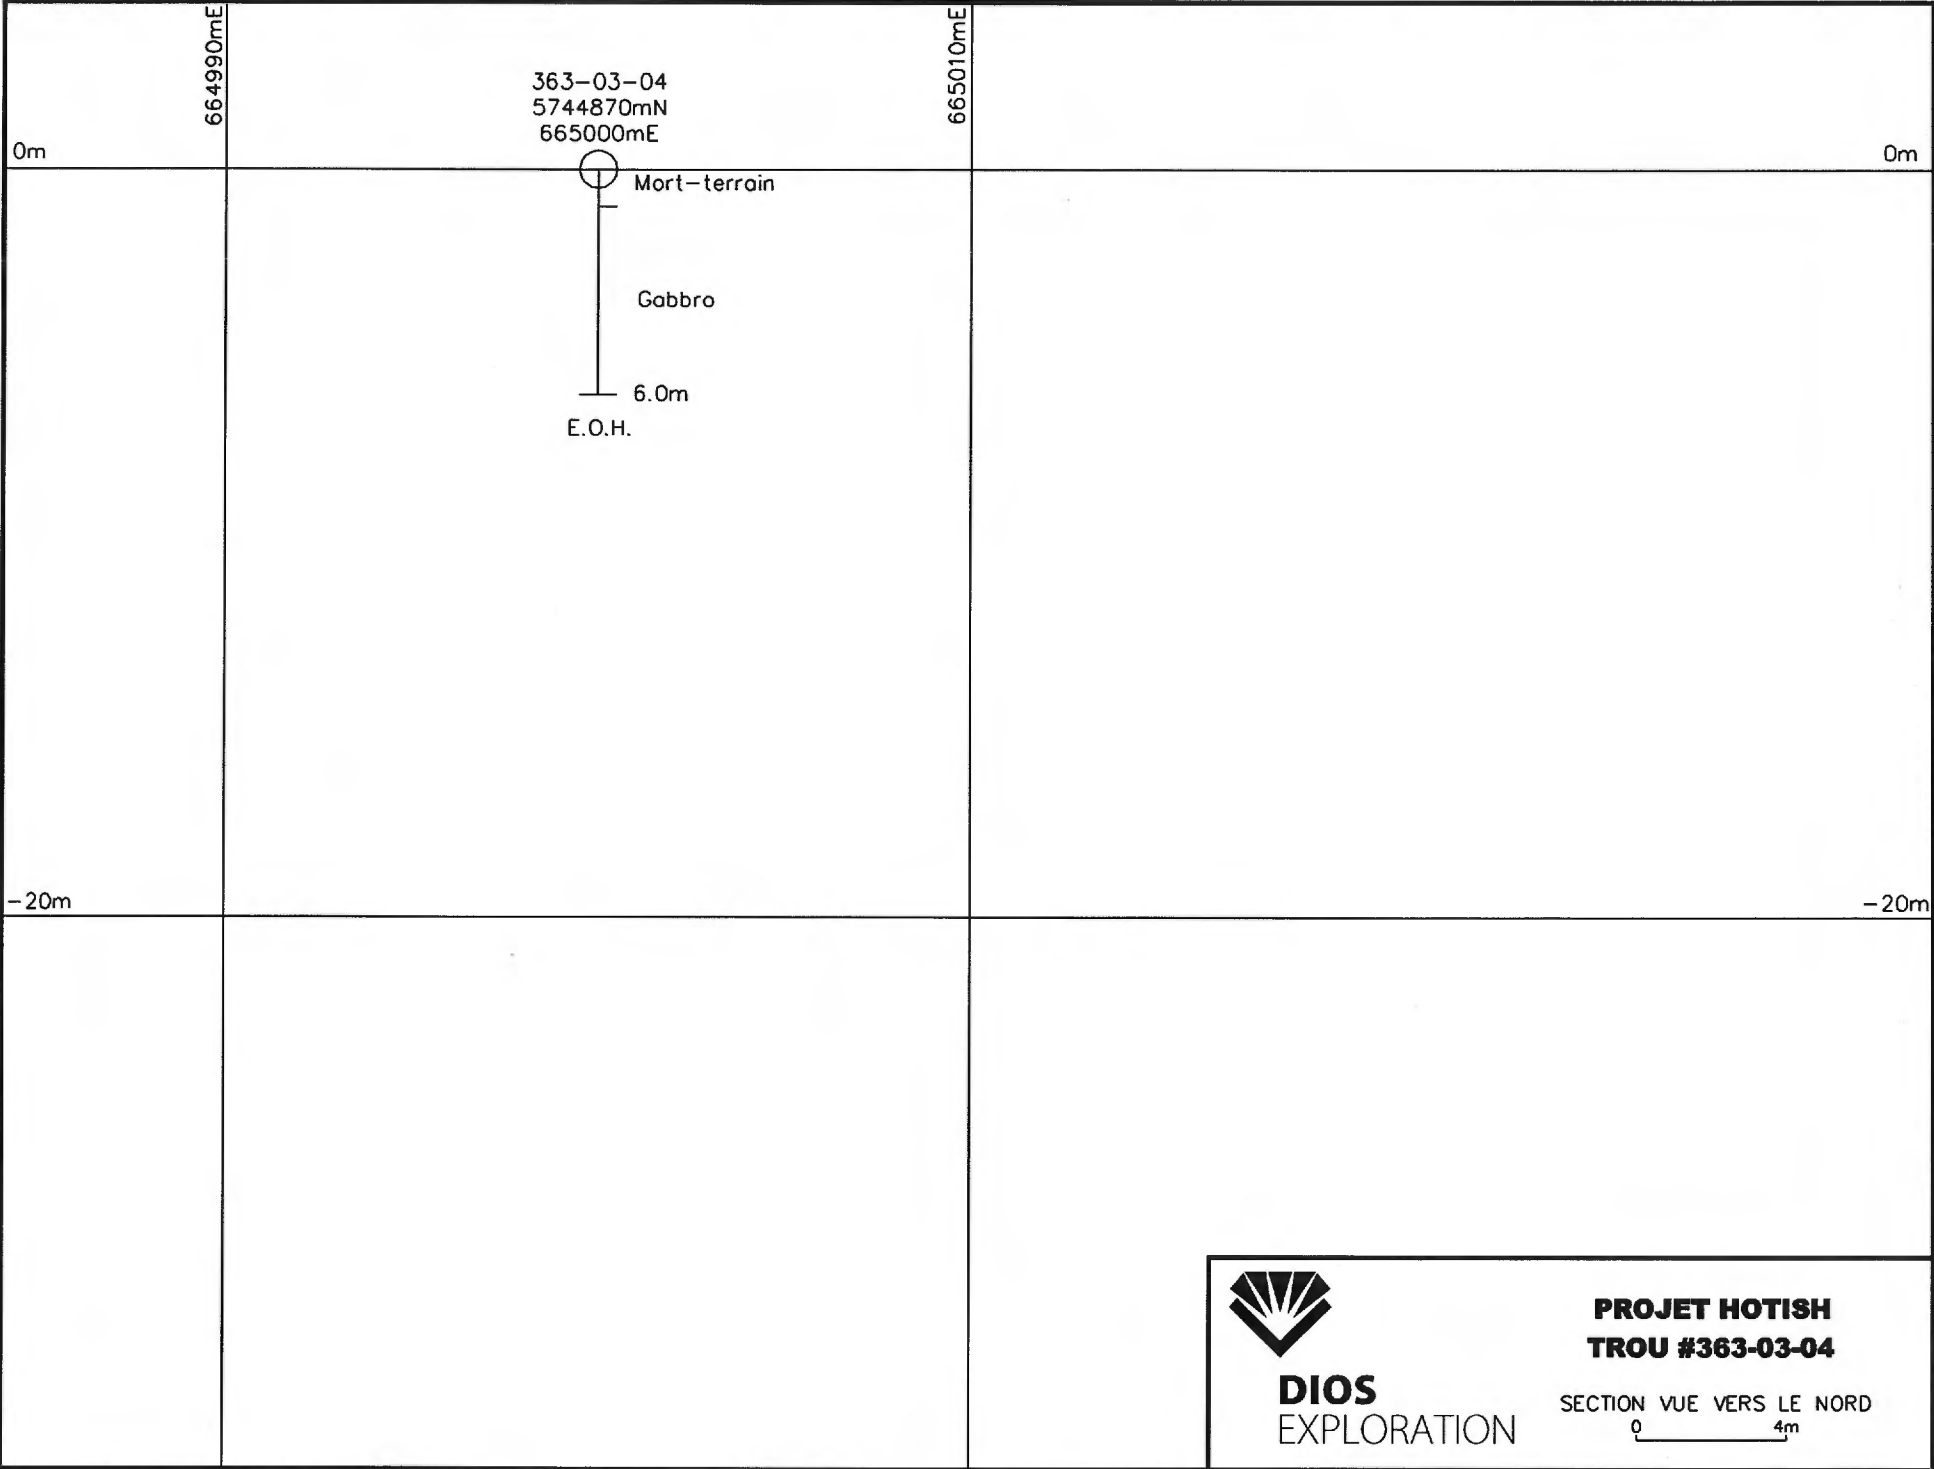 664990mE
665010mE
363-03-04
5744870mN
665000mE
0m
0m
Mort-terrain
Gabbro
6.0m
E.O.H.
-20m
-20m
PROJET HOTISH
TROU #363-03-04
DIOS
EXPLORATION
SECTION VUE VERS LE NORD
0 4m